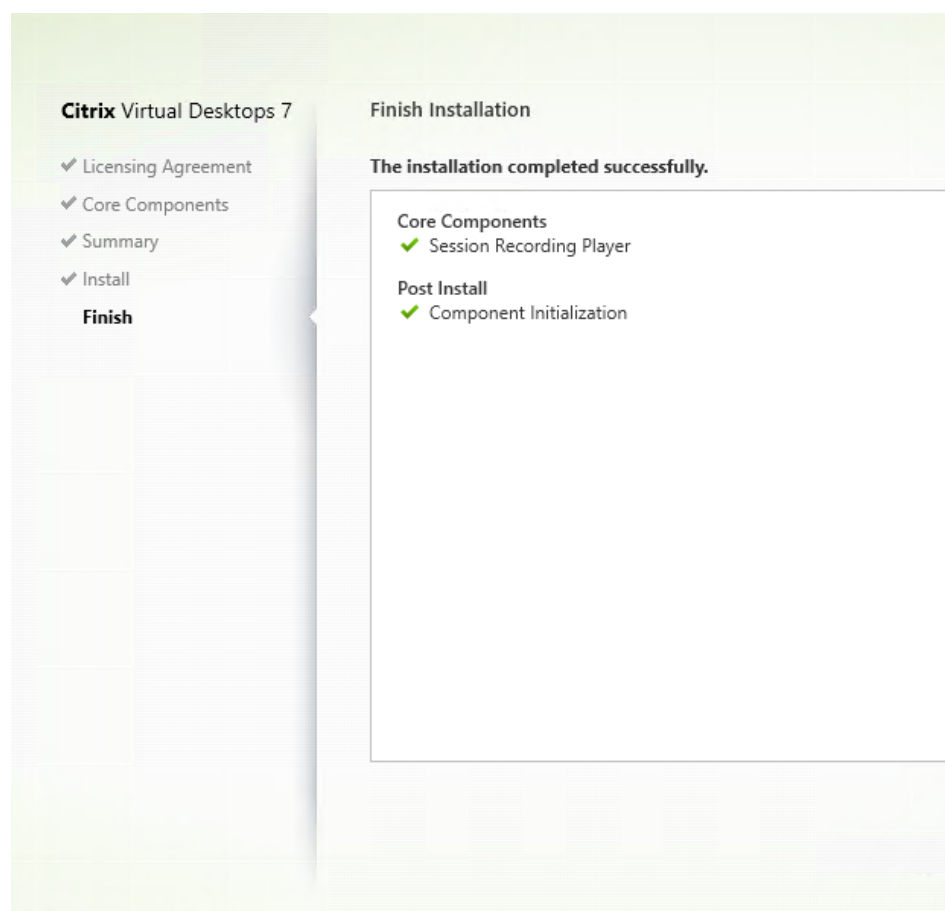 Citrix Virtual Desktops 7
Licensing Agreement
Core Components
Summary
Install
Finish
Finish Installation
The installation completed successfully.
Core Components
Session Recording Player
Post Install
Component Initialization